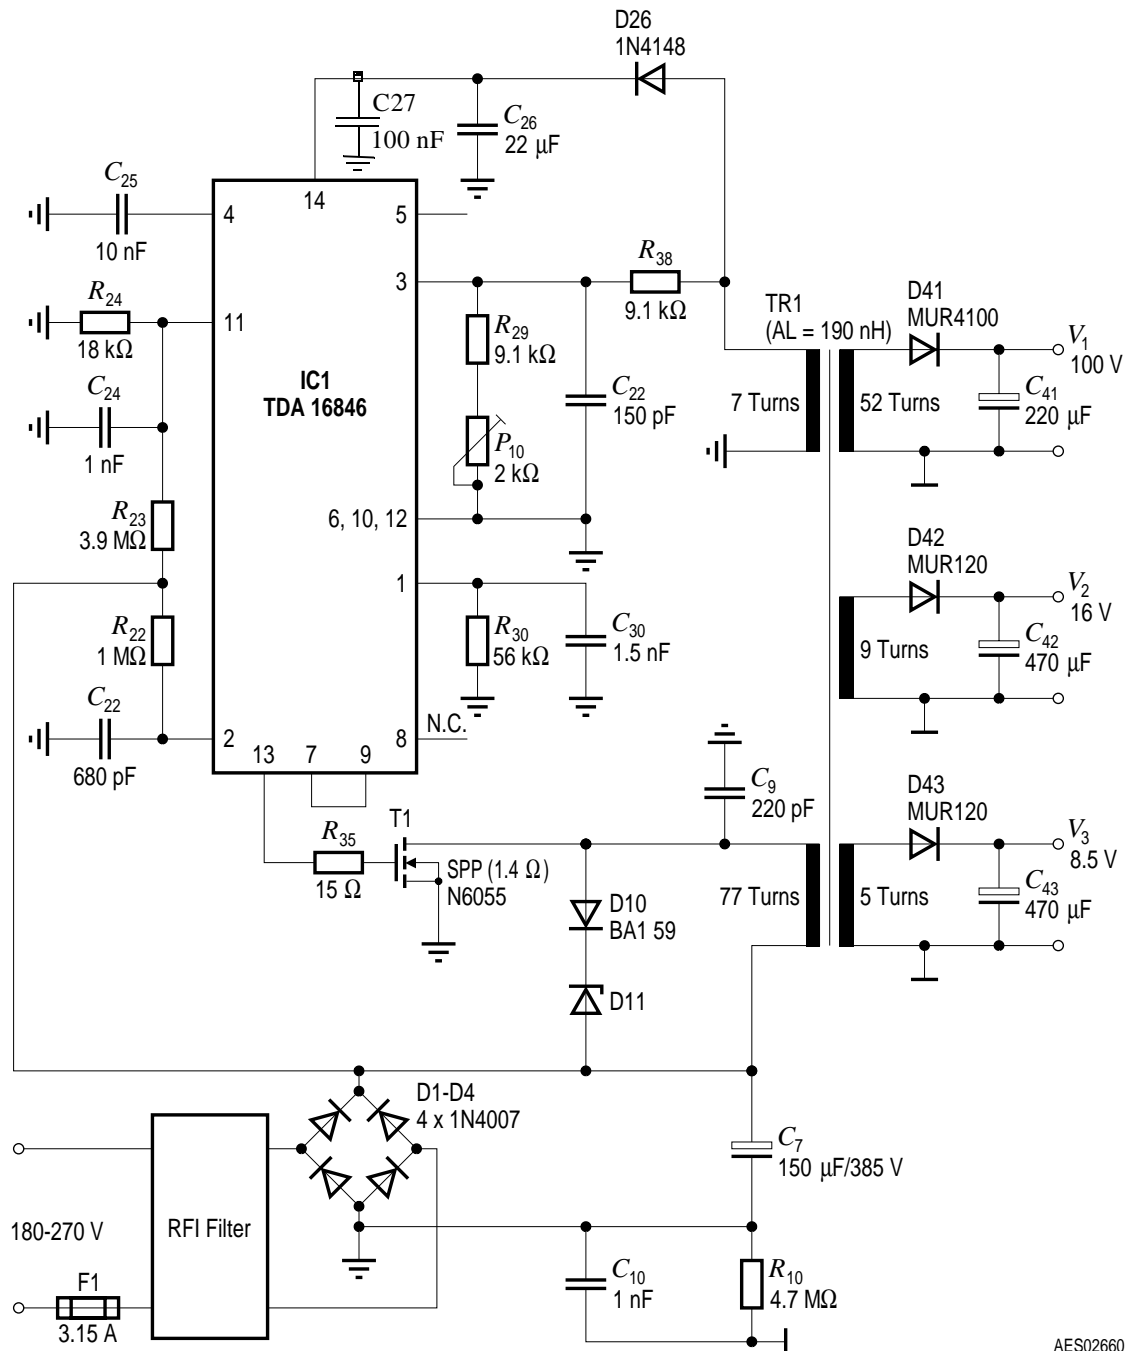 D26
1N4148
C27
100 nF
C26
22 µF
C25
10 nF
4
14
5
3
R38
9.1 kΩ
R24
18 kΩ
11
R29
9.1 kΩ
TR1
(AL = 190 nH)
D41
MUR4100
V1
100 V
IC1
TDA 16846
C24
1 nF
C22
150 pF
7 Turns
52 Turns
C41
220 µF
P10
2 kΩ
R23
3.9 MΩ
6, 10, 12
D42
MUR120
V2
16 V
1
R22
1 MΩ
R30
56 kΩ
C30
1.5 nF
9 Turns
C42
470 µF
C22
680 pF
2
13
7
9
8
N.C.
C9
220 pF
D43
MUR120
V3
8.5 V
R35
15 Ω
T1
SPP (1.4 Ω)
N6055
77 Turns
5 Turns
C43
470 µF
D10
BA1 59
D11
D1-D4
4 x 1N4007
C7
150 µF/385 V
180-270 V
RFI Filter
F1
3.15 A
C10
1 nF
R10
4.7 MΩ
AES02660